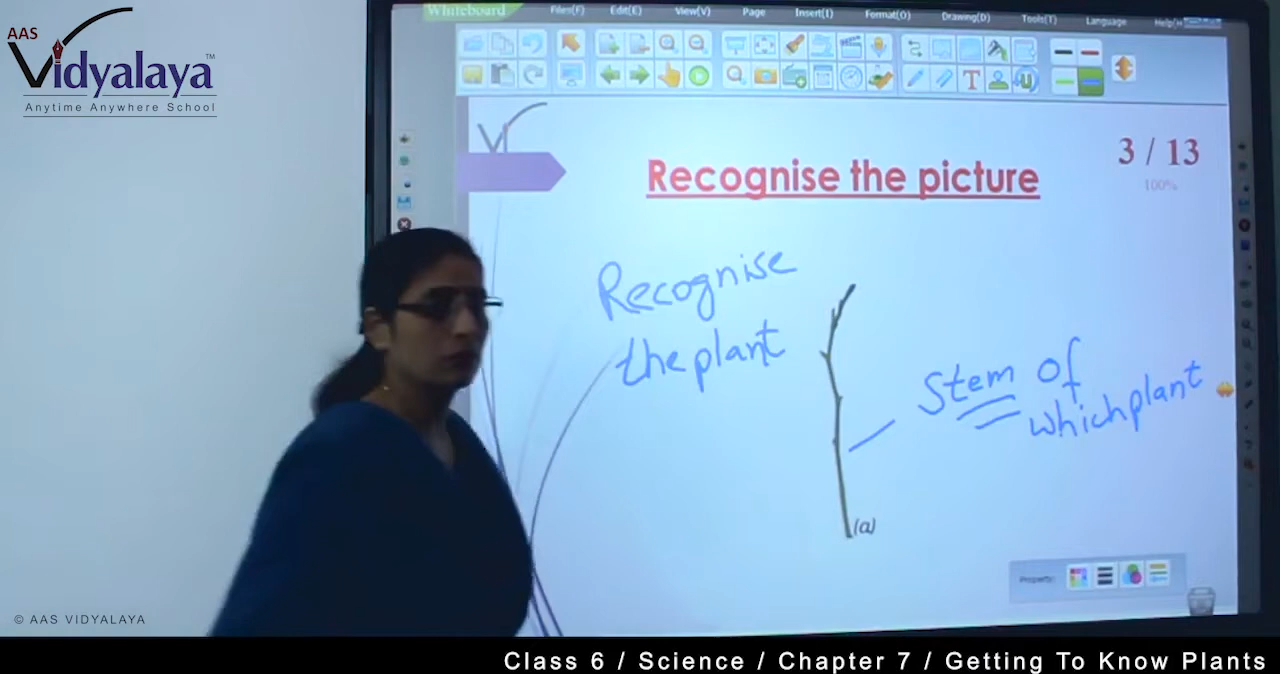 AAS
Vidyalaya™
Anytime Anywhere School
Whiteboard
Files(F) Edit(E) View(V) Page Insert(I) Format(O) Drawing(D) Tools(T) Language
3 / 13
100%
Recognise the picture
Recognise
the plant
Stem of
which plant
(a)
Property:
© AAS VIDYALAYA
Class 6 / Science / Chapter 7 / Getting To Know Plants